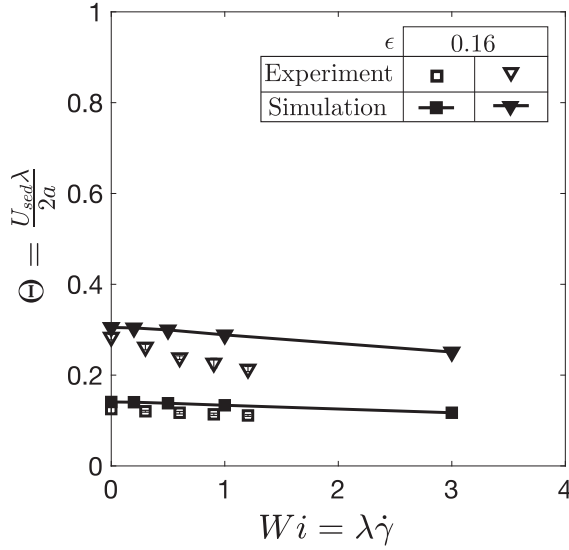 1
0.8
0.6
0.4
0.2
0
0 1 2 3 4
Θ = U_sed λ / 2a
Wi = λγ̇
ϵ 0.16
Experiment
Simulation